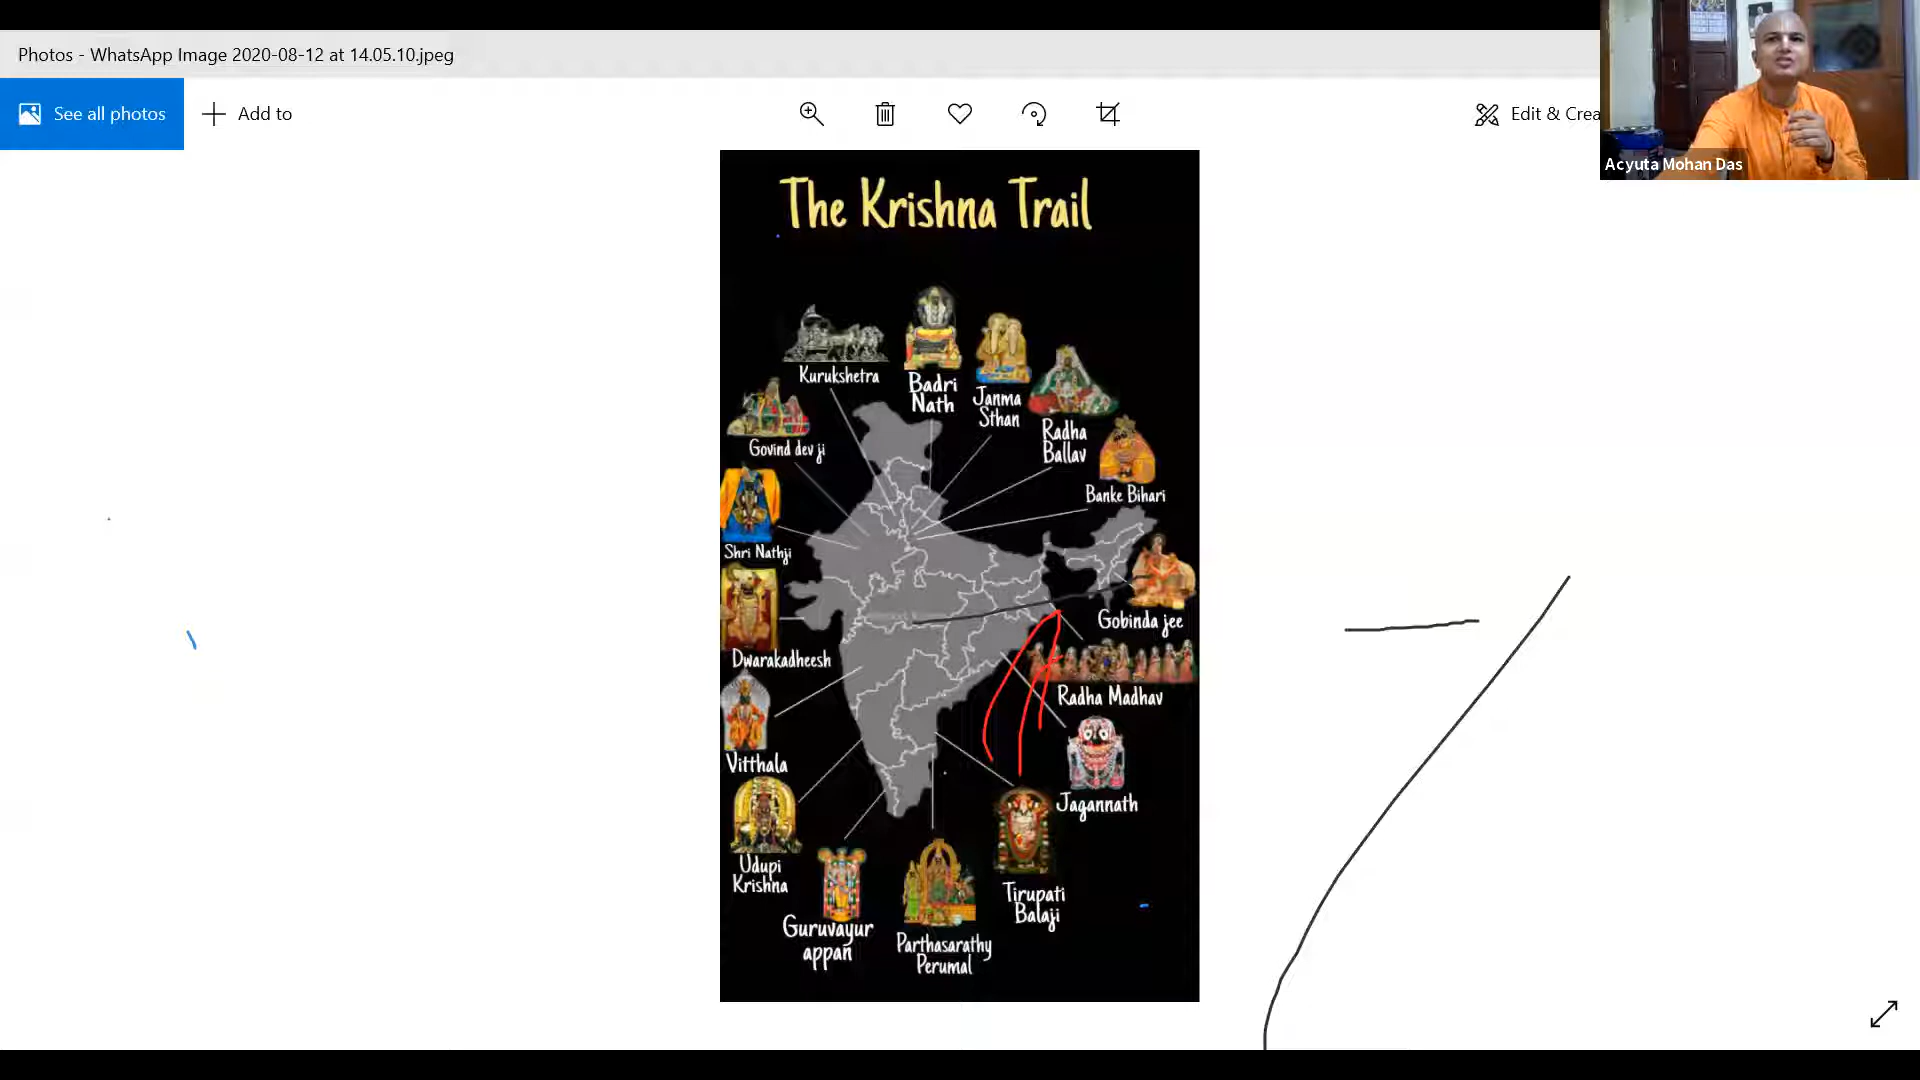 Photos - WhatsApp Image 2020-08-12 at 14.05.10.jpeg
See all photos
Add to
Edit & Crea
Acyuta Mohan Das
The Krishna Trail
Kurukshetra
Badri
Nath
Janma
Sthan
Radha
Ballav
Govind dev ji
Banke Bihari
Shri Nathji
Gobinda jee
Dwarakadheesh
Radha Madhav
Vitthala
Jagannath
Udupi
Krishna
Tirupati
Balaji
Guruvayur
appan
Parthasarathy
Perumal